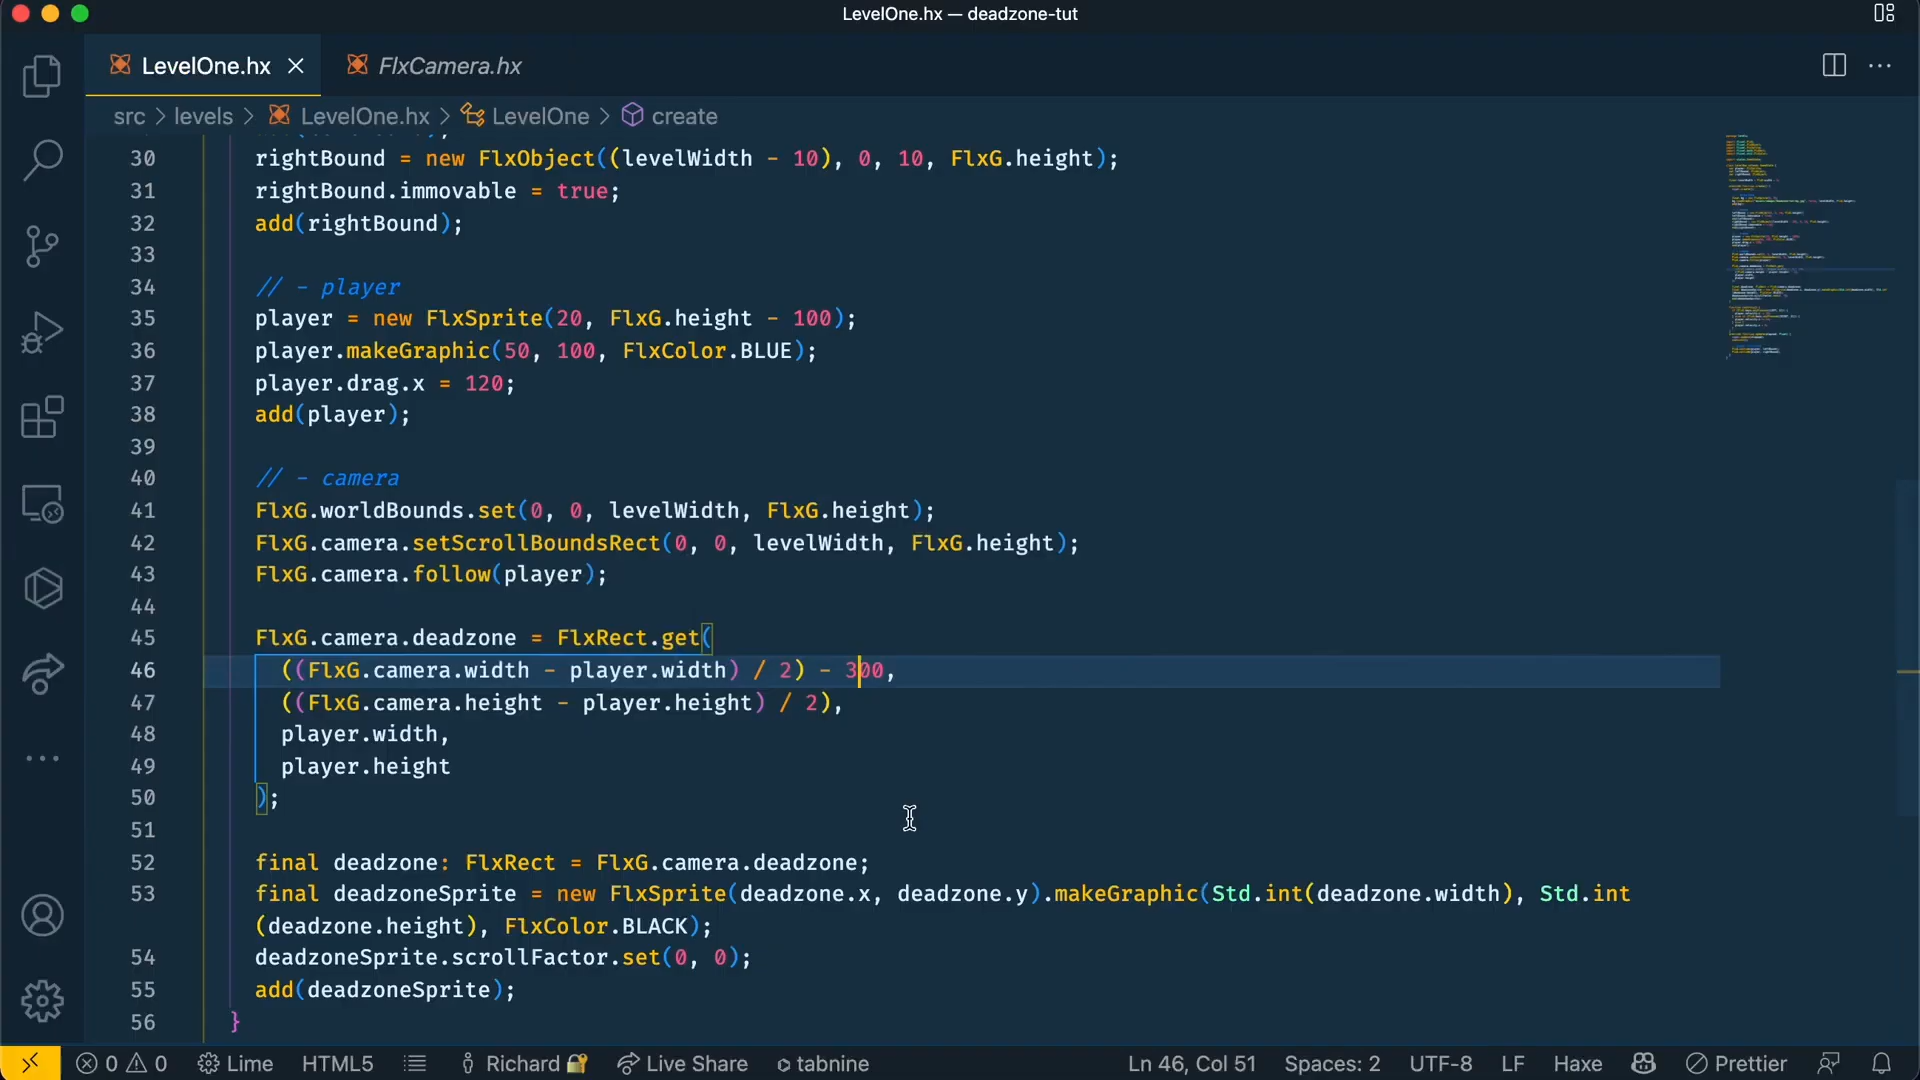 LevelOne.hx — deadzone-tut
LevelOne.hx
FlxCamera.hx
src > levels > LevelOne.hx > LevelOne > create
30 rightBound = new FlxObject((levelWidth - 10), 0, 10, FlxG.height);
31 rightBound.immovable = true;
32 add(rightBound);
33
34 // - player
35 player = new FlxSprite(20, FlxG.height - 100);
36 player.makeGraphic(50, 100, FlxColor.BLUE);
37 player.drag.x = 120;
38 add(player);
39
40 // - camera
41 FlxG.worldBounds.set(0, 0, levelWidth, FlxG.height);
42 FlxG.camera.setScrollBoundsRect(0, 0, levelWidth, FlxG.height);
43 FlxG.camera.follow(player);
44
45 FlxG.camera.deadzone = FlxRect.get(
46 ((FlxG.camera.width - player.width) / 2) - 300,
47 ((FlxG.camera.height - player.height) / 2),
48 player.width,
49 player.height
50 );
51
52 final deadzone: FlxRect = FlxG.camera.deadzone;
53 final deadzoneSprite = new FlxSprite(deadzone.x, deadzone.y).makeGraphic(Std.int(deadzone.width), Std.int
(deadzone.height), FlxColor.BLACK);
54 deadzoneSprite.scrollFactor.set(0, 0);
55 add(deadzoneSprite);
56 }
0 0 Lime HTML5 Richard Live Share tabnine Ln 46, Col 51 Spaces: 2 UTF-8 LF Haxe Prettier